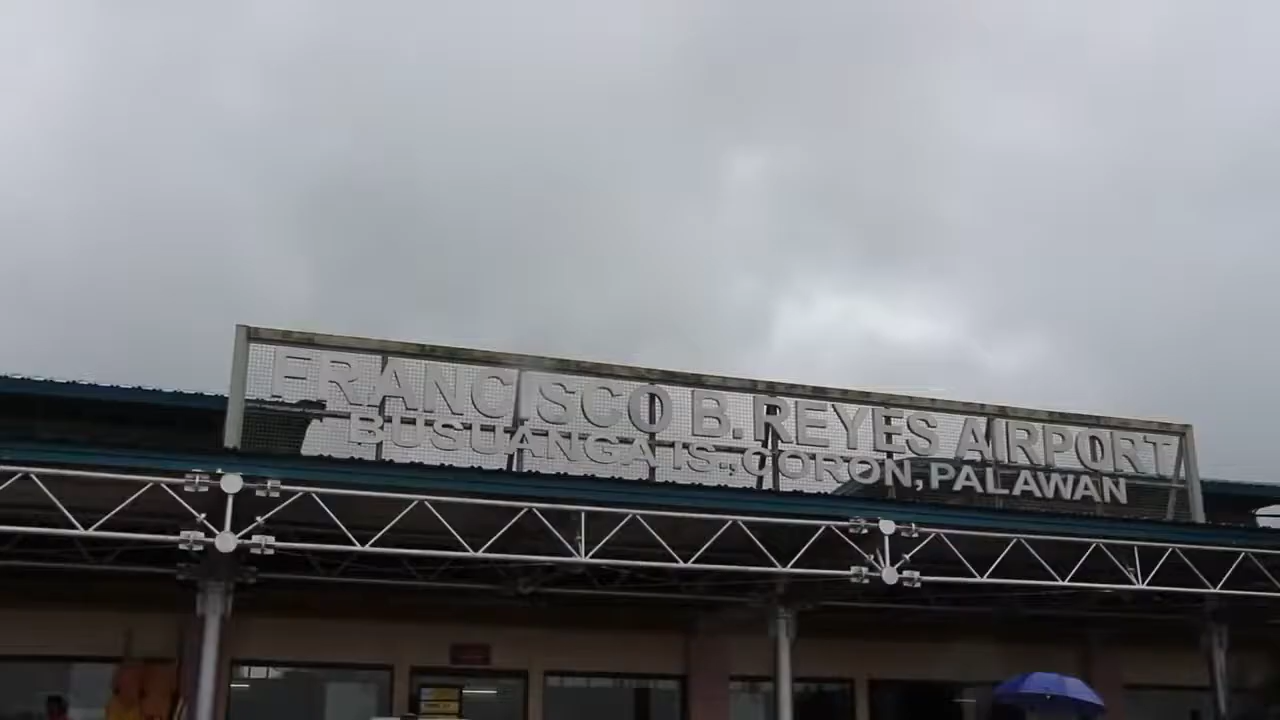 FRANCISCO B. REYES AIRPORT
BUSUANGA IS., CORON, PALAWAN